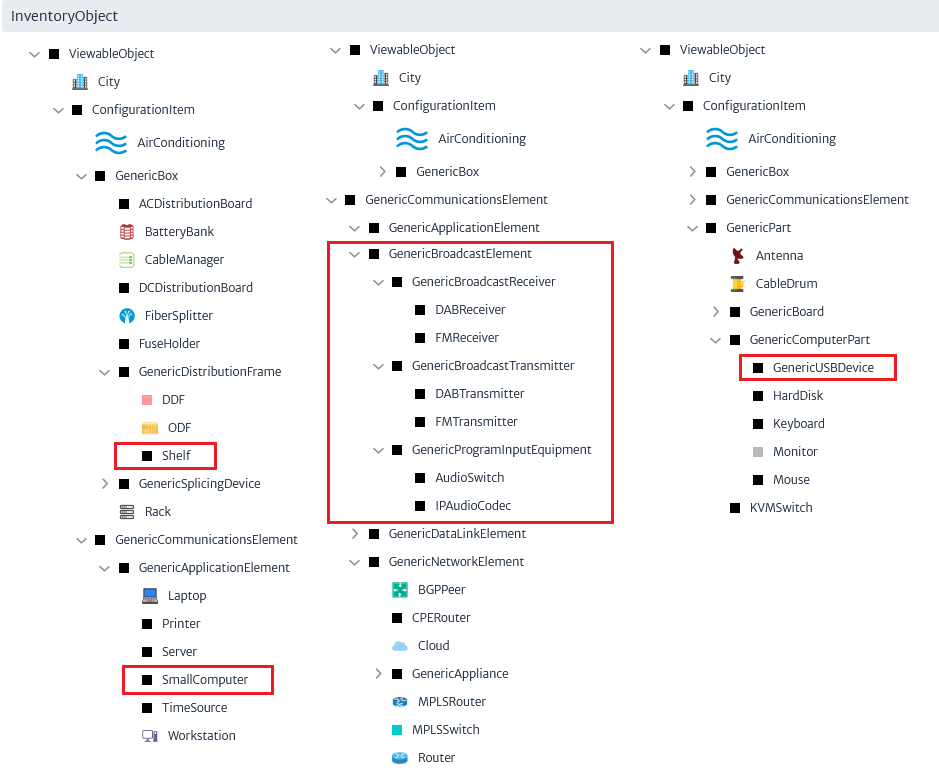 InventoryObject
ViewableObject
City
ConfigurationItem
AirConditioning
GenericBox
ACDistributionBoard
BatteryBank
CableManager
DCDistributionBoard
FiberSplitter
FuseHolder
GenericDistributionFrame
DDF
ODF
Shelf
GenericSplicingDevice
Rack
GenericCommunicationsElement
GenericApplicationElement
Laptop
Printer
Server
SmallComputer
TimeSource
Workstation
ViewableObject
City
ConfigurationItem
AirConditioning
GenericBox
GenericCommunicationsElement
GenericApplicationElement
GenericBroadcastElement
GenericBroadcastReceiver
DABReceiver
FMReceiver
GenericBroadcastTransmitter
DABTransmitter
FMTransmitter
GenericProgramInputEquipment
AudioSwitch
IPAudioCodec
GenericDataLinkElement
GenericNetworkElement
BGPPeer
CPERouter
Cloud
GenericAppliance
MPLSRouter
MPLSSwitch
Router
ViewableObject
City
ConfigurationItem
AirConditioning
GenericBox
GenericCommunicationsElement
GenericPart
Antenna
CableDrum
GenericBoard
GenericComputerPart
GenericUSBDevice
HardDisk
Keyboard
Monitor
Mouse
KVMSwitch